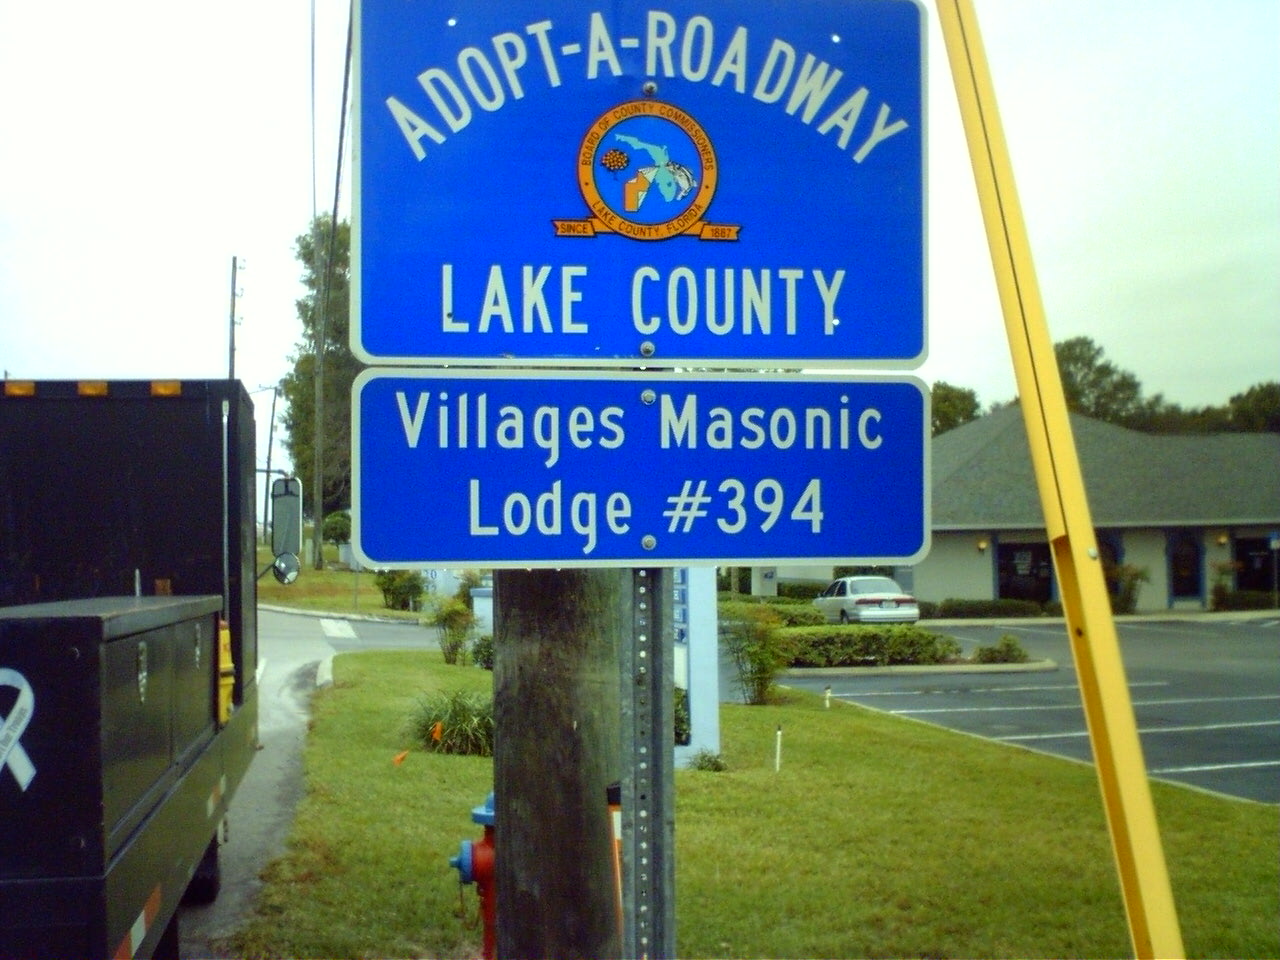 ADOPT-A-ROADWAY
BOARD OF COUNTY COMMISSIONERS
LAKE COUNTY, FLORIDA
SINCE 1887
LAKE COUNTY
Villages Masonic
Lodge #394